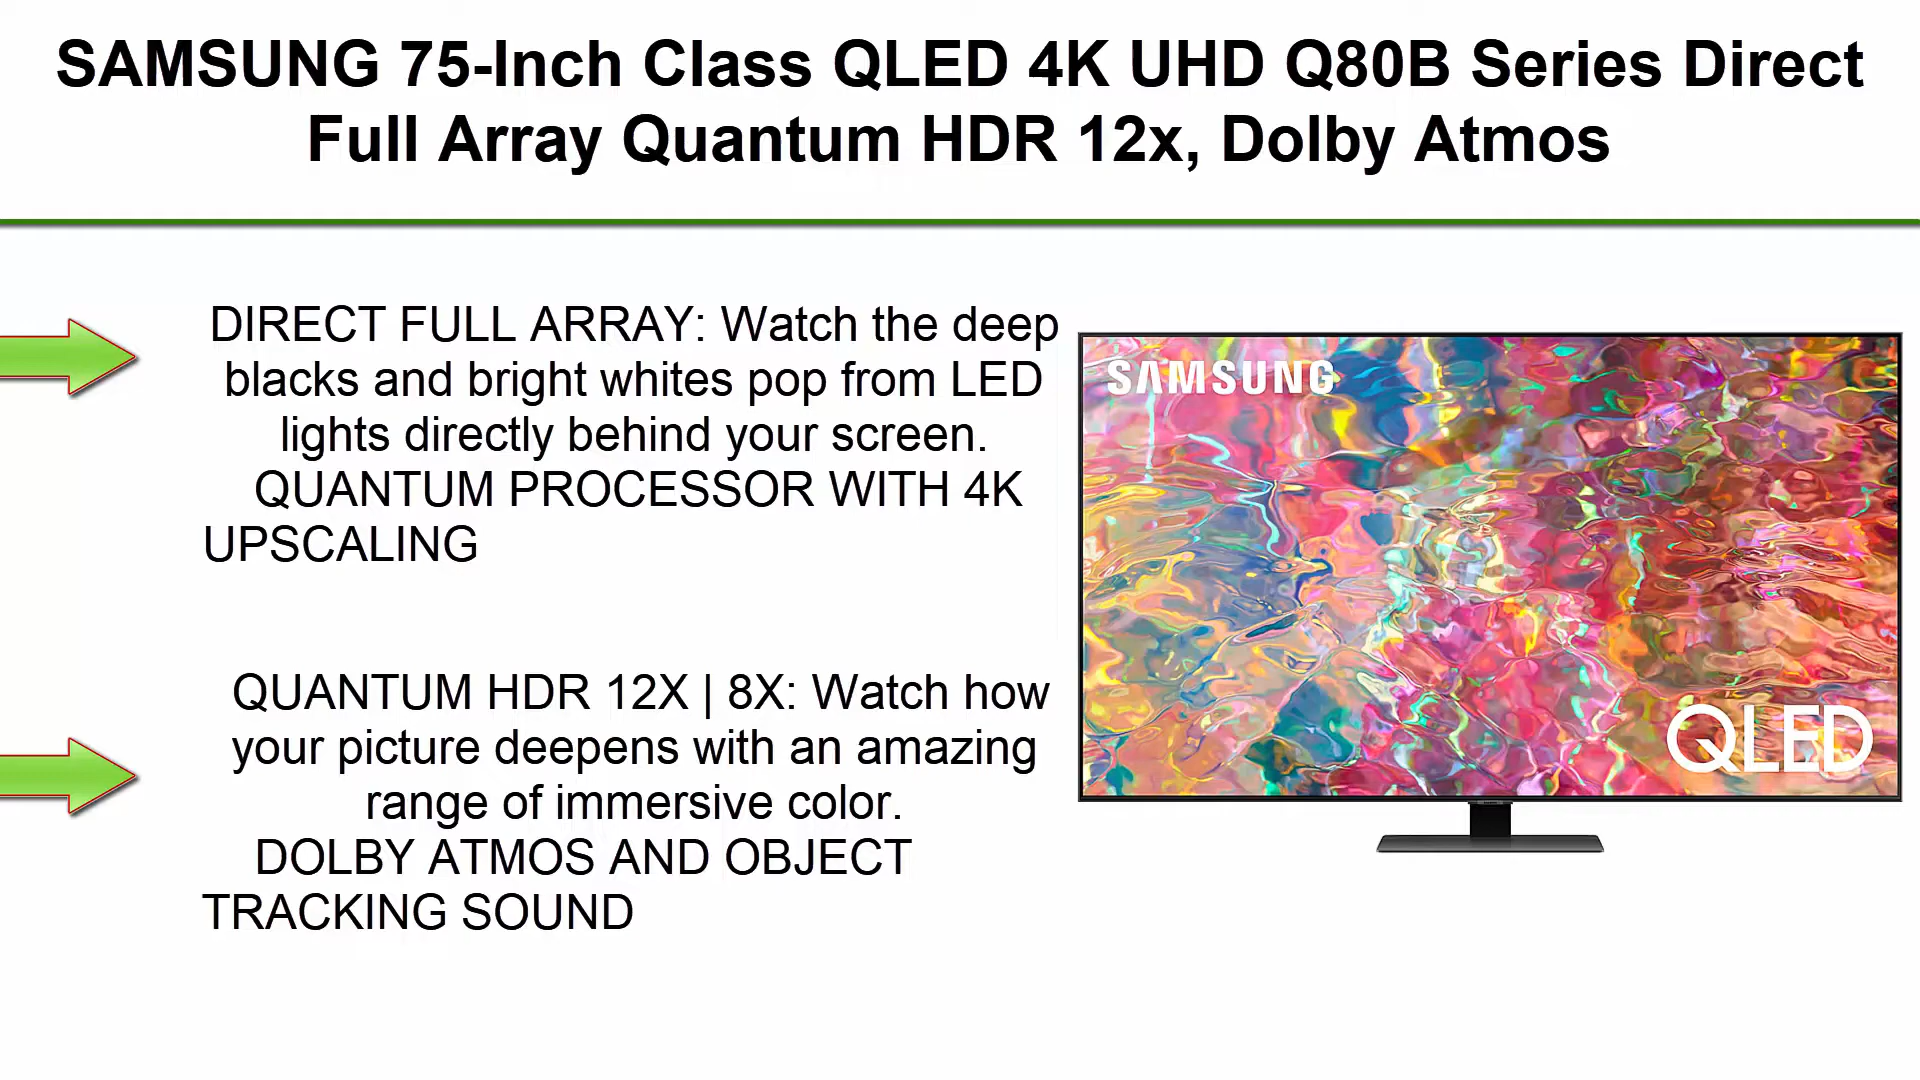 SAMSUNG 75-Inch Class QLED 4K UHD Q80B Series Direct
Full Array Quantum HDR 12x, Dolby Atmos
DIRECT FULL ARRAY: Watch the deep
blacks and bright whites pop from LED
lights directly behind your screen.
QUANTUM PROCESSOR WITH 4K
UPSCALING
QUANTUM HDR 12X | 8X: Watch how
your picture deepens with an amazing
range of immersive color.
DOLBY ATMOS AND OBJECT
TRACKING SOUND
SAMSUNG
QLED